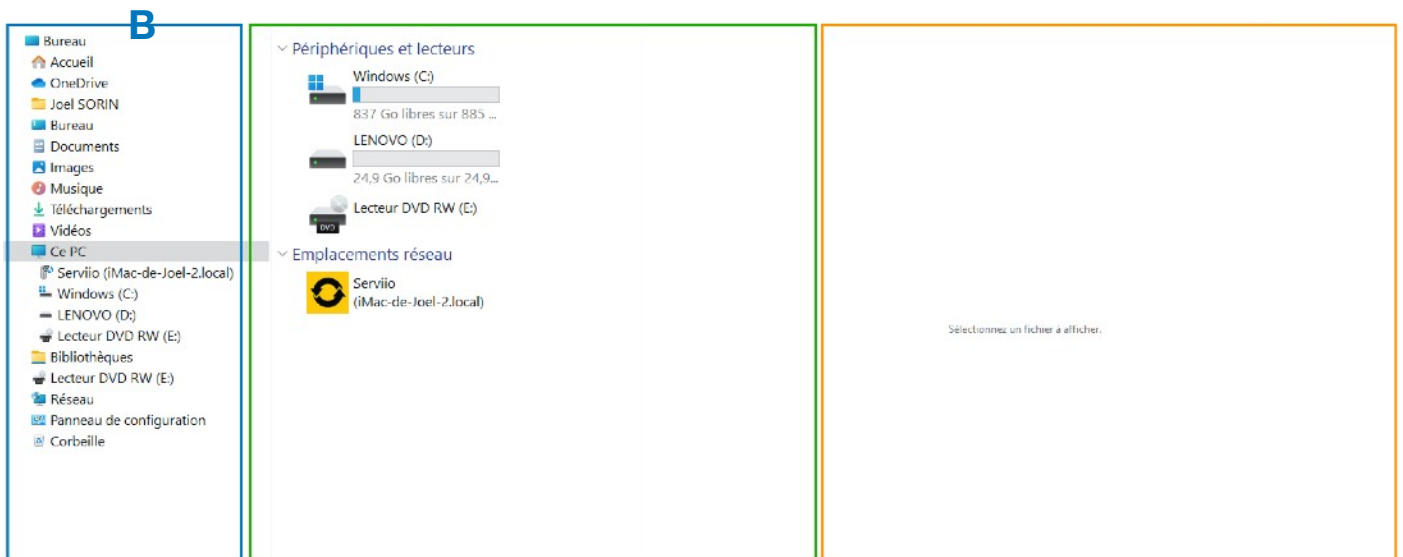 B
Bureau
Accueil
OneDrive
Joel SORIN
Bureau
Documents
Images
Musique
Téléchargements
Vidéos
Ce PC
Serviio (iMac-de-Joel-2.local)
Windows (C:)
LENOVO (D:)
Lecteur DVD RW (E:)
Bibliothèques
Lecteur DVD RW (E:)
Réseau
Panneau de configuration
Corbeille
Périphériques et lecteurs
Windows (C:)
837 Go libres sur 885 ...
LENOVO (D:)
24,9 Go libres sur 24,9...
Lecteur DVD RW (E:)
DVD
Emplacements réseau
Serviio
(iMac-de-Joel-2.local)
Sélectionnez un fichier à afficher.